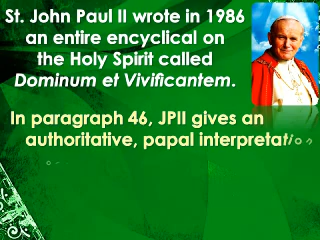 St. John Paul II wrote in 1986
an entire encyclical on
the Holy Spirit called
Dominum et Vivificantem.
In paragraph 46, JPII gives an
authoritative, papal interpretation